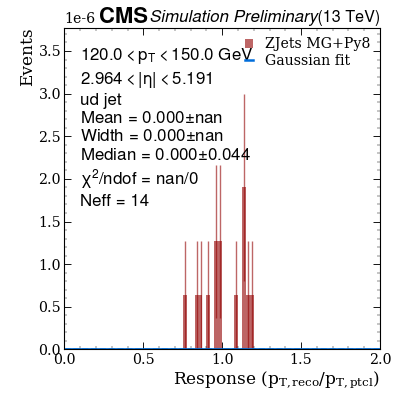 1e-6 CMS Simulation Preliminary (13 TeV)
Events
ZJets MG+Py8
Gaussian fit
120.0 < pT < 150.0 GeV
2.964 < |η| < 5.191
ud jet
Mean = 0.000±nan
Width = 0.000±nan
Median = 0.000±0.044
χ²/ndof = nan/0
Neff = 14
3.5
3.0
2.5
2.0
1.5
1.0
0.5
0.0
0.0 0.5 1.0 1.5 2.0
Response (pT,reco/pT,ptcl)